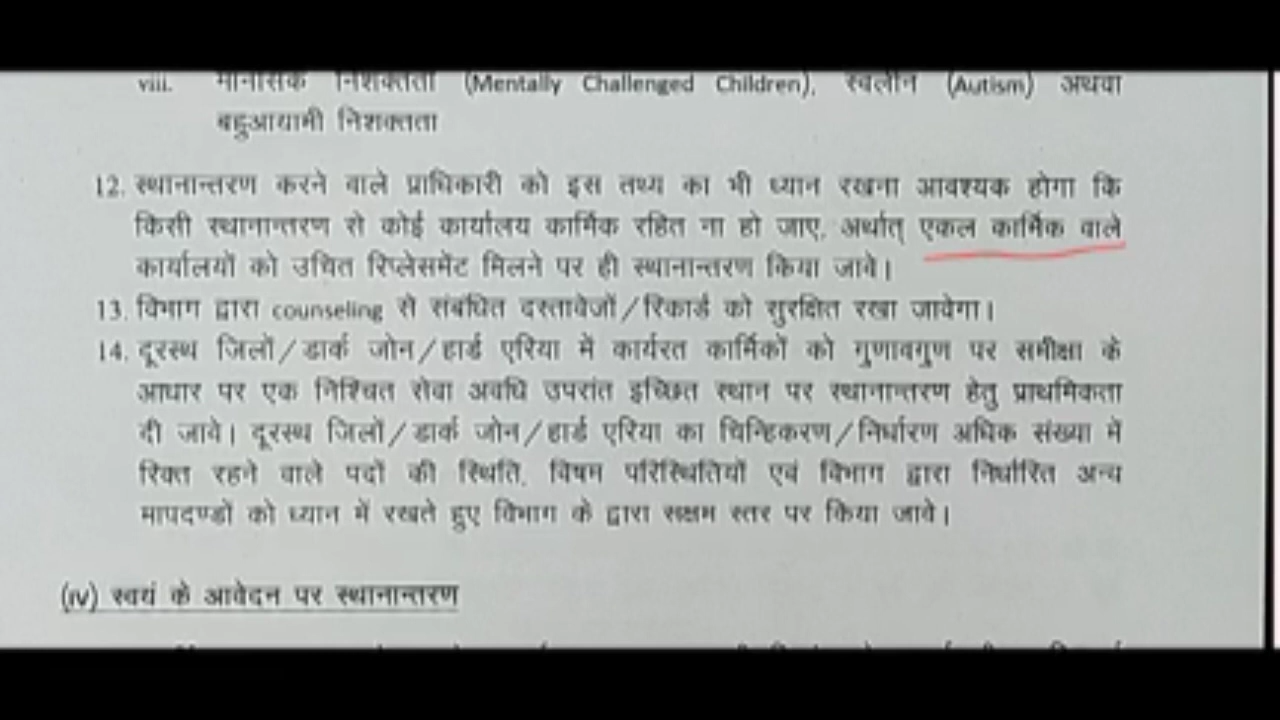 viii. मानसिक निशक्तता (Mentally Challenged Children), स्वलीन (Autism) अथवा
बहुआयामी निशक्तता
12. स्थानान्तरण करने वाले प्राधिकारी को इस तथ्य का भी ध्यान रखना आवश्यक होगा कि
किसी स्थानान्तरण से कोई कार्यालय कार्मिक रहित ना हो जाए, अर्थात् एकल कार्मिक वाले
कार्यालयों को उचित रिप्लेसमेंट मिलने पर ही स्थानान्तरण किया जावे।
13. विभाग द्वारा counseling से संबंधित दस्तावेजों/रिकार्ड को सुरक्षित रखा जावेगा।
14. दूरस्थ जिलों/डार्क जोन/हार्ड एरिया में कार्यरत कार्मिकों को गुणावगुण पर समीक्षा के
आधार पर एक निश्चित सेवा अवधि उपरांत इच्छित स्थान पर स्थानान्तरण हेतु प्राथमिकता
दी जावे। दूरस्थ जिलों/डार्क जोन/हार्ड एरिया का चिन्हिकरण/निर्धारण अधिक संख्या में
रिक्त रहने वाले पदों की स्थिति, विषम परिस्थितियों एवं विभाग द्वारा निर्धारित अन्य
मापदण्डों को ध्यान में रखते हुए विभाग के द्वारा सक्षम स्तर पर किया जावे।
(iv) स्वयं के आवेदन पर स्थानान्तरण